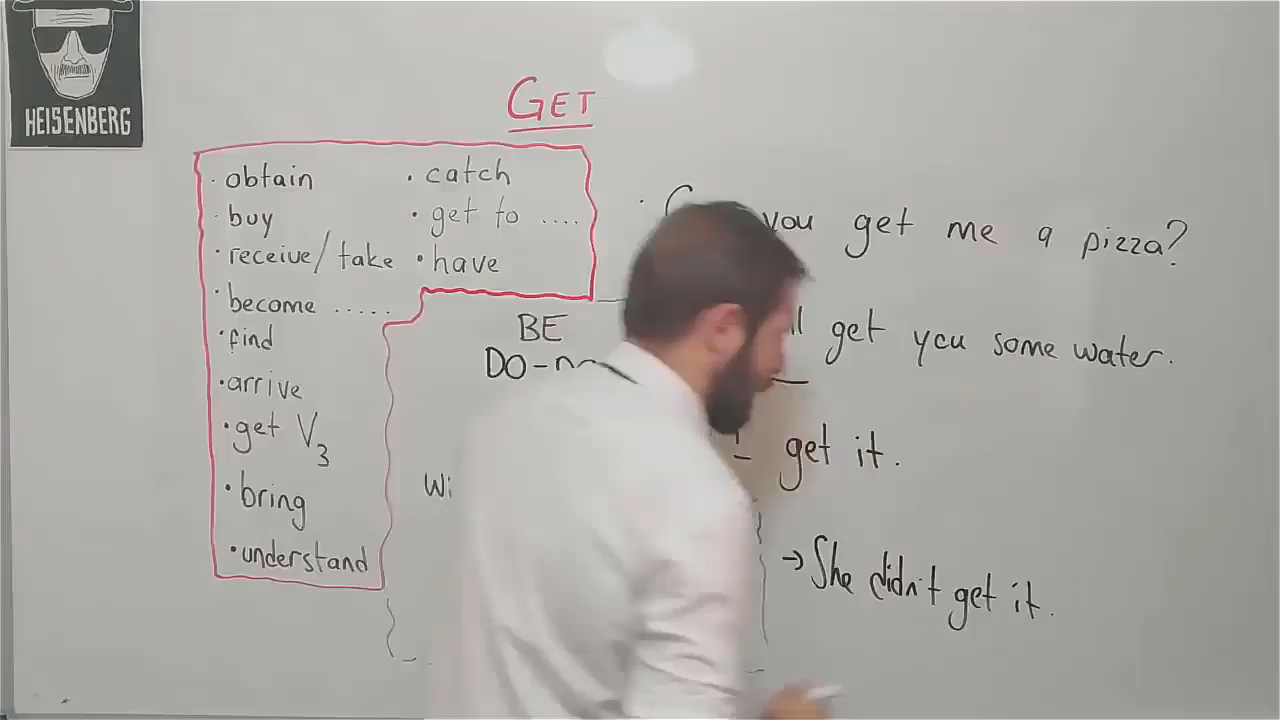 HEISENBERG
GET
· obtain
· buy
· receive/take
· become .....
· find
· arrive
· get V3
· bring
· understand
· catch
· get to ....
· have
BE
you get me a pizza?
get you some water.
get it.
→ She didn't get it.